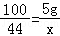 100/44 = 5g/x